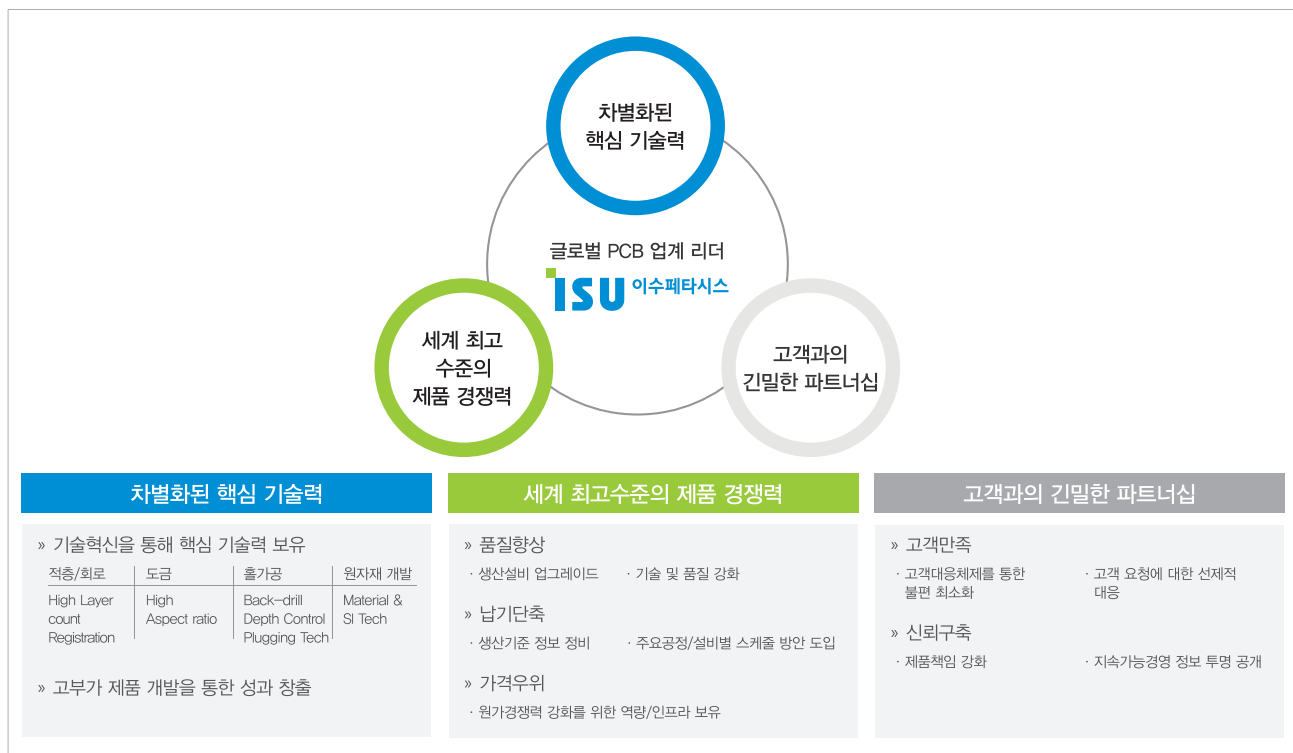 차별화된
핵심 기술력
글로벌 PCB 업계 리더
ISU 이수페타시스
세계 최고
수준의
제품 경쟁력
고객과의
긴밀한 파트너십
차별화된 핵심 기술력
» 기술혁신을 통해 핵심 기술력 보유
적층/회로 도금 홀가공 원자재 개발
High Layer High Back-drill Material &
count Aspect ratio Depth Control SI Tech
Registration Plugging Tech
» 고부가 제품 개발을 통한 성과 창출
세계 최고수준의 제품 경쟁력
» 품질향상
· 생산설비 업그레이드 · 기술 및 품질 강화
» 납기단축
· 생산기준 정보 정비 · 주요공정/설비별 스케줄 방안 도입
» 가격우위
· 원가경쟁력 강화를 위한 역량/인프라 보유
고객과의 긴밀한 파트너십
» 고객만족
· 고객대응체제를 통한 · 고객 요청에 대한 선제적
불편 최소화 대응
» 신뢰구축
· 제품책임 강화 · 지속가능경영 정보 투명 공개